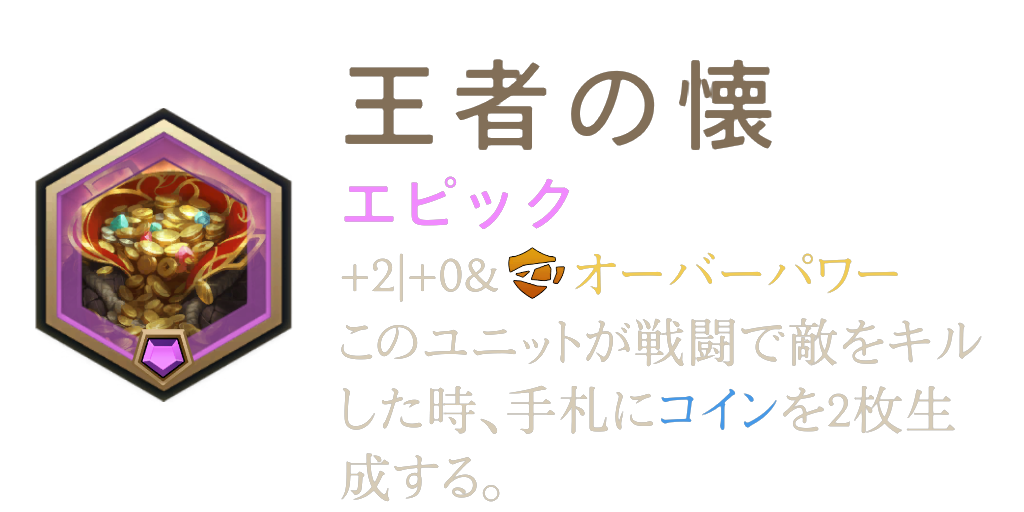 王者の懐
エピック
+2|+0&オーバーパワー
このユニットが戦闘で敵をキル
した時、手札にコインを2枚生
成する。